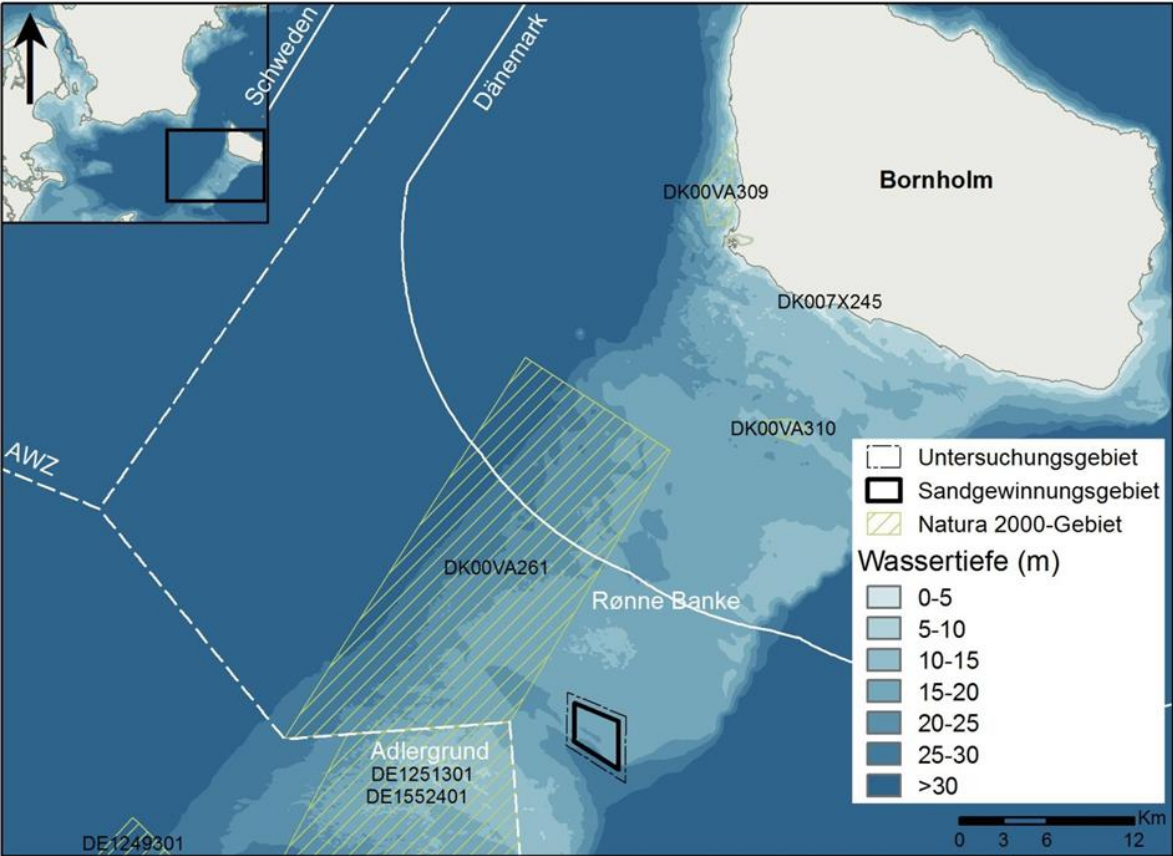 Schweden
Dänemark
Bornholm
DK00VA309
DK007X245
DK00VA310
AWZ
DK00VA261
Rønne Banke
Adlergrund
DE1251301
DE1552401
DE1249301
Untersuchungsgebiet
Sandgewinnungsgebiet
Natura 2000-Gebiet
Wassertiefe (m)
0-5
5-10
10-15
15-20
20-25
25-30
>30
Km
0 3 6 12